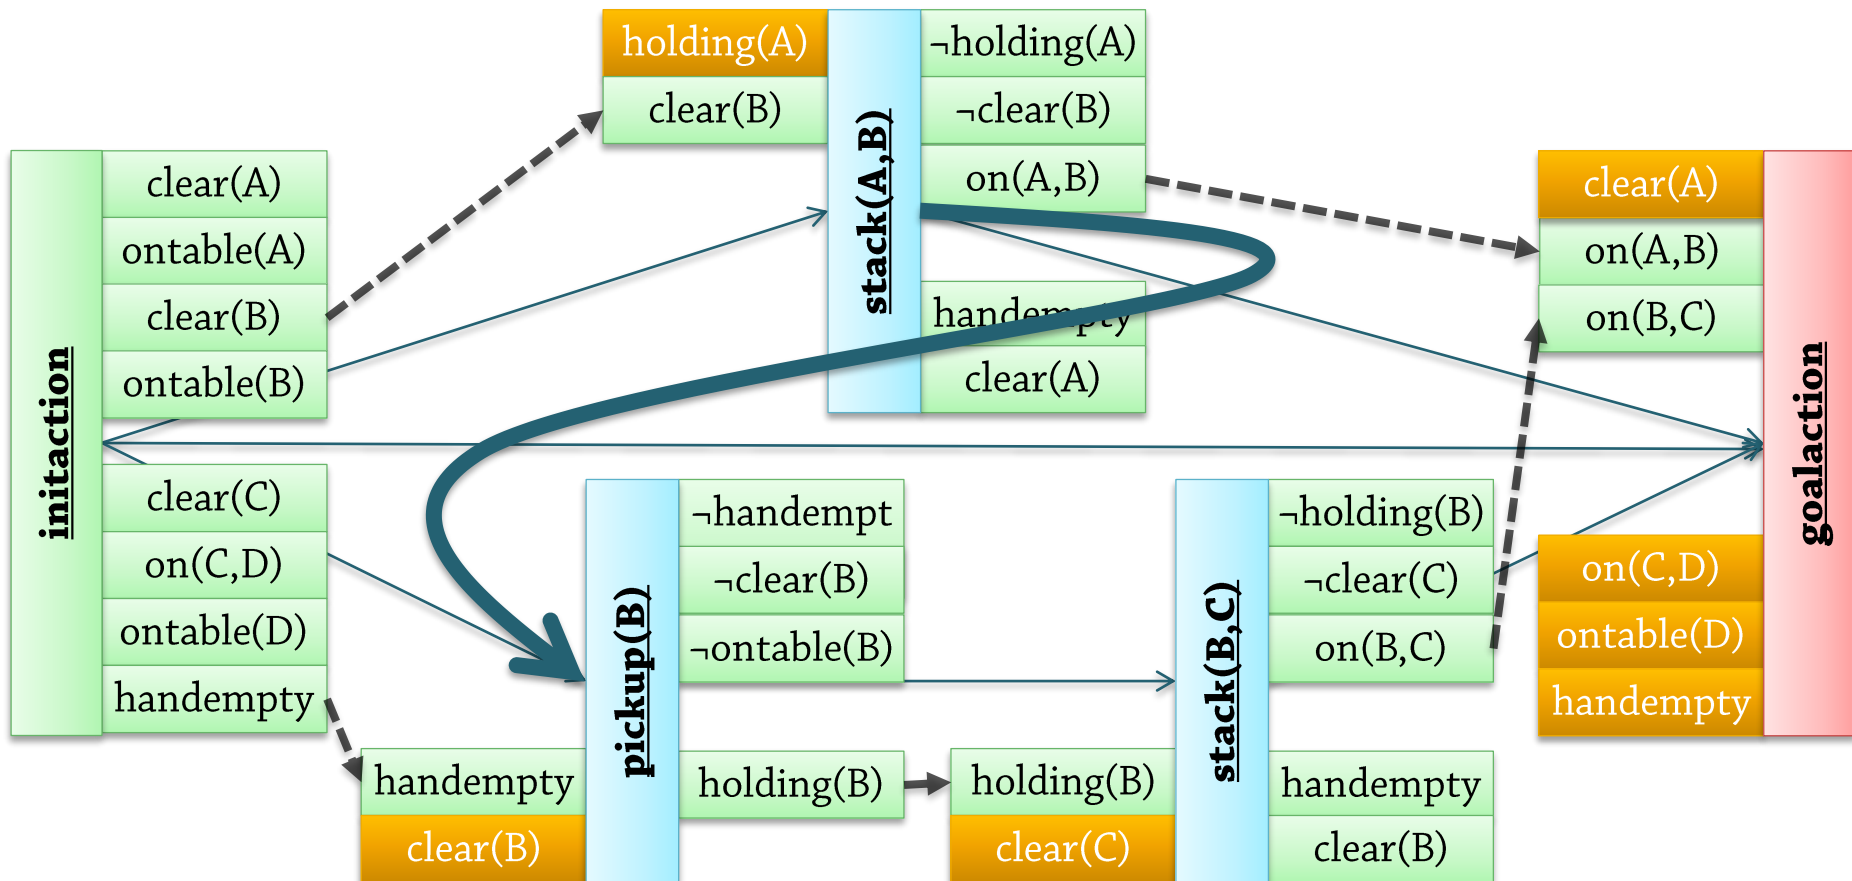 holding(A)
clear(B)
stack(A,B)
¬holding(A)
¬clear(B)
on(A,B)
handempty
clear(A)
initaction
clear(A)
ontable(A)
clear(B)
ontable(B)
clear(C)
on(C,D)
ontable(D)
handempty
handempty
clear(B)
pickup(B)
¬handempt
¬clear(B)
¬ontable(B)
holding(B)
holding(B)
clear(C)
stack(B,C)
¬holding(B)
¬clear(C)
on(B,C)
handempty
clear(B)
clear(A)
on(A,B)
on(B,C)
on(C,D)
ontable(D)
handempty
goalaction